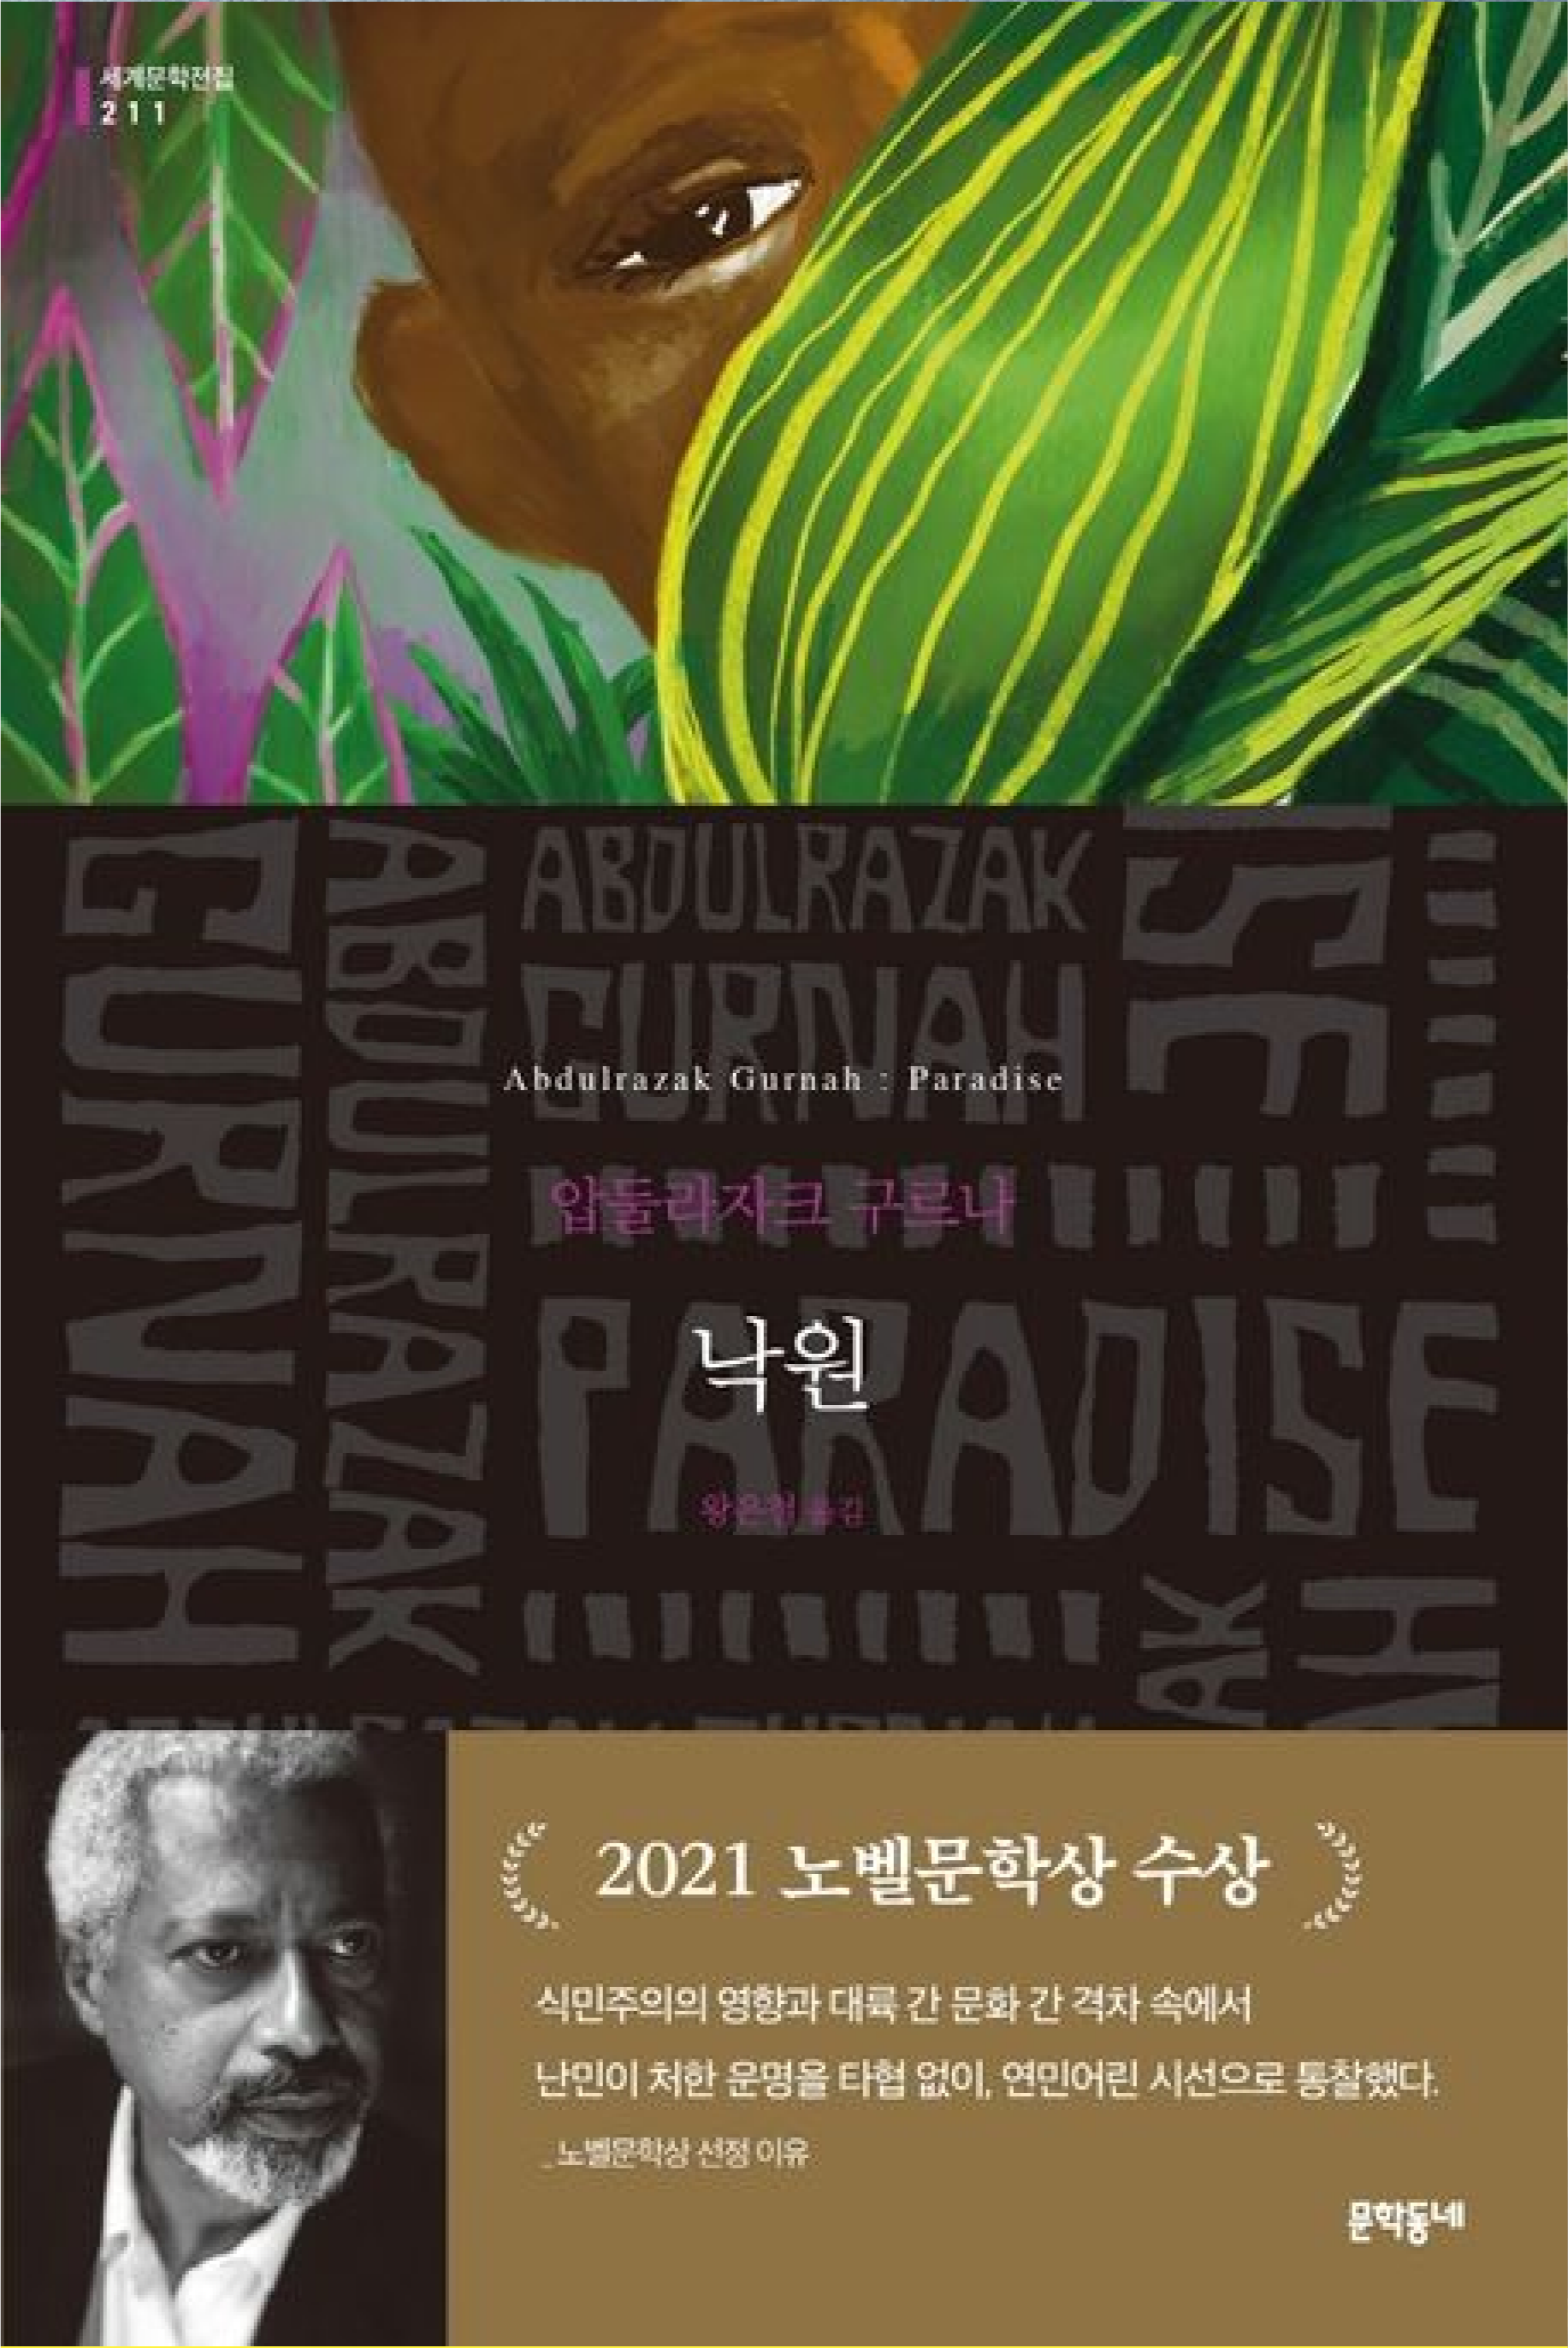 세계문학전집
211
GURNAH
ABDULRAZAK
ABDULRAZAK
GURNAH
ISE
Abdulrazak Gurnah : Paradise
압둘라자크 구르나
낙원
PARADISE
왕은철 옮김
AK
2021 노벨문학상 수상
식민주의의 영향과 대륙 간 문화 간 격차 속에서
난민이 처한 운명을 타협 없이, 연민어린 시선으로 통찰했다.
_노벨문학상 선정 이유
문학동네